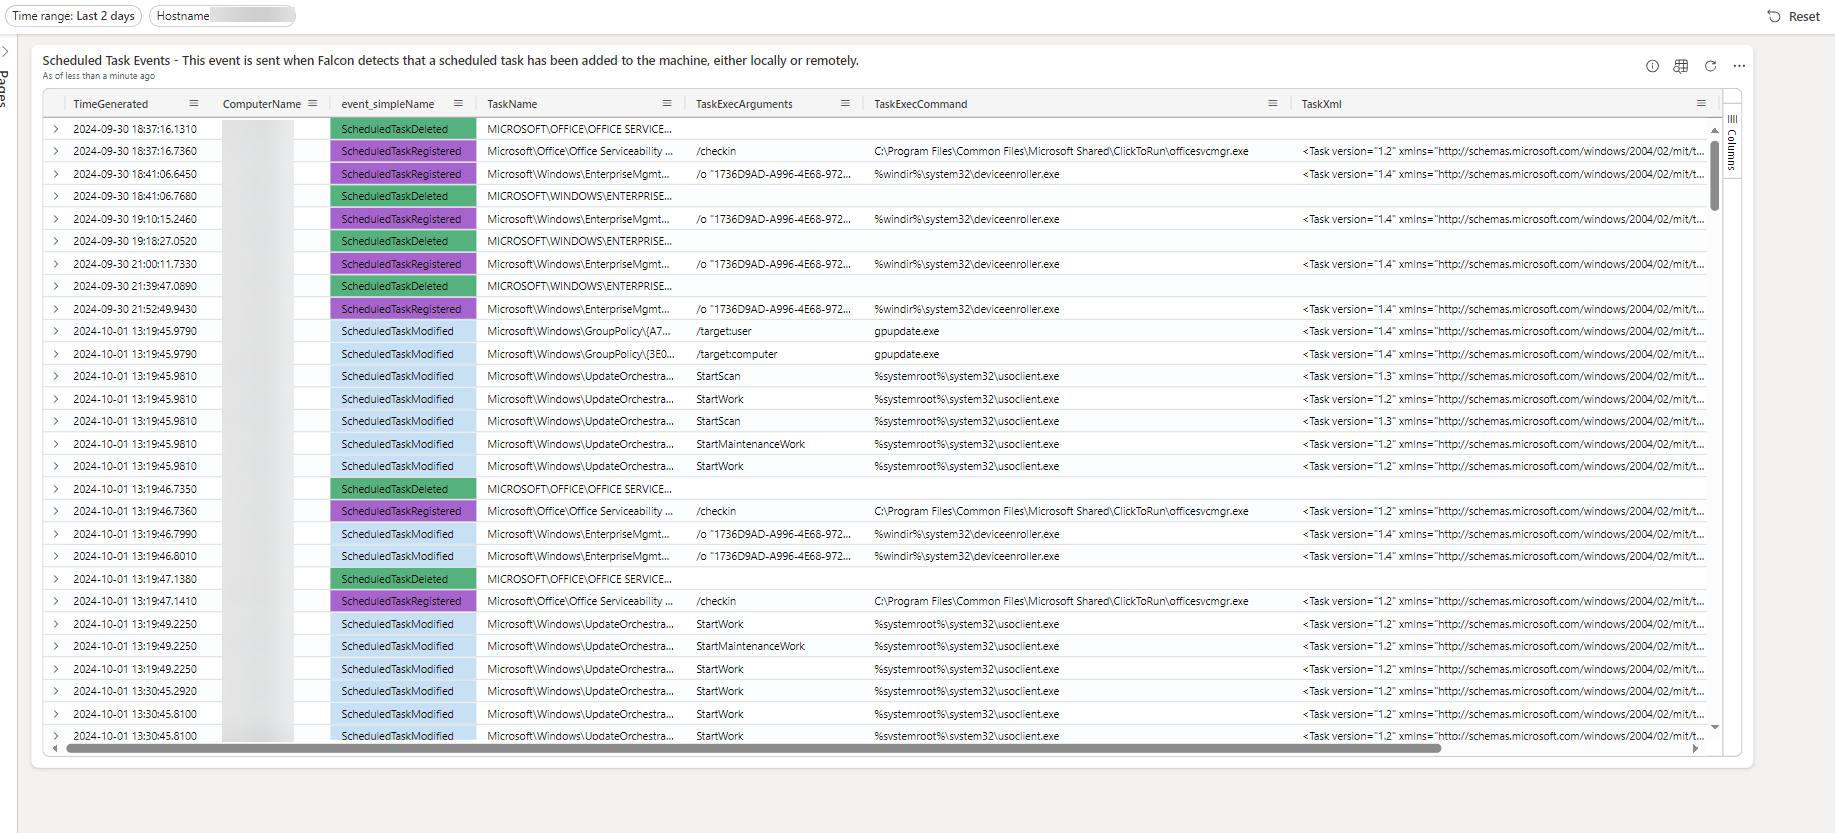 Time range: Last 2 days Hostname Reset
Pages
Scheduled Task Events - This event is sent when Falcon detects that a scheduled task has been added to the machine, either locally or remotely.
As of less than a minute ago
TimeGenerated ComputerName event_simpleName TaskName TaskExecArguments TaskExecCommand TaskXml
Columns
2024-09-30 18:37:16.1310 ScheduledTaskDeleted MICROSOFT\OFFICE\OFFICE SERVICE...
2024-09-30 18:37:16.7360 ScheduledTaskRegistered Microsoft\Office\Office Serviceability ... /checkin C:\Program Files\Common Files\Microsoft Shared\ClickToRun\officesvcmgr.exe <Task version="1.2" xmlns="http://schemas.microsoft.com/windows/2004/02/mit/t...
2024-09-30 18:41:06.6450 ScheduledTaskRegistered Microsoft\Windows\EnterpriseMgmt... /o "1736D9AD-A996-4E68-972... %windir%\system32\deviceenroller.exe <Task version="1.4" xmlns="http://schemas.microsoft.com/windows/2004/02/mit/t...
2024-09-30 18:41:06.7680 ScheduledTaskDeleted MICROSOFT\WINDOWS\ENTERPRISE...
2024-09-30 19:10:15.2460 ScheduledTaskRegistered Microsoft\Windows\EnterpriseMgmt... /o "1736D9AD-A996-4E68-972... %windir%\system32\deviceenroller.exe <Task version="1.4" xmlns="http://schemas.microsoft.com/windows/2004/02/mit/t...
2024-09-30 19:18:27.0520 ScheduledTaskDeleted MICROSOFT\WINDOWS\ENTERPRISE...
2024-09-30 21:00:11.7330 ScheduledTaskRegistered Microsoft\Windows\EnterpriseMgmt... /o "1736D9AD-A996-4E68-972... %windir%\system32\deviceenroller.exe <Task version="1.4" xmlns="http://schemas.microsoft.com/windows/2004/02/mit/t...
2024-09-30 21:39:47.0890 ScheduledTaskDeleted MICROSOFT\WINDOWS\ENTERPRISE...
2024-09-30 21:52:49.9430 ScheduledTaskRegistered Microsoft\Windows\EnterpriseMgmt... /o "1736D9AD-A996-4E68-972... %windir%\system32\deviceenroller.exe <Task version="1.4" xmlns="http://schemas.microsoft.com/windows/2004/02/mit/t...
2024-10-01 13:19:45.9790 ScheduledTaskModified Microsoft\Windows\GroupPolicy\{A7... /target:user gpupdate.exe <Task version="1.4" xmlns="http://schemas.microsoft.com/windows/2004/02/mit/t...
2024-10-01 13:19:45.9790 ScheduledTaskModified Microsoft\Windows\GroupPolicy\{3E0... /target:computer gpupdate.exe <Task version="1.4" xmlns="http://schemas.microsoft.com/windows/2004/02/mit/t...
2024-10-01 13:19:45.9810 ScheduledTaskModified Microsoft\Windows\UpdateOrchestra... StartScan %systemroot%\system32\usoclient.exe <Task version="1.3" xmlns="http://schemas.microsoft.com/windows/2004/02/mit/t...
2024-10-01 13:19:45.9810 ScheduledTaskModified Microsoft\Windows\UpdateOrchestra... StartWork %systemroot%\system32\usoclient.exe <Task version="1.2" xmlns="http://schemas.microsoft.com/windows/2004/02/mit/t...
2024-10-01 13:19:45.9810 ScheduledTaskModified Microsoft\Windows\UpdateOrchestra... StartScan %systemroot%\system32\usoclient.exe <Task version="1.3" xmlns="http://schemas.microsoft.com/windows/2004/02/mit/t...
2024-10-01 13:19:45.9810 ScheduledTaskModified Microsoft\Windows\UpdateOrchestra... StartMaintenanceWork %systemroot%\system32\usoclient.exe <Task version="1.2" xmlns="http://schemas.microsoft.com/windows/2004/02/mit/t...
2024-10-01 13:19:45.9810 ScheduledTaskModified Microsoft\Windows\UpdateOrchestra... StartWork %systemroot%\system32\usoclient.exe <Task version="1.2" xmlns="http://schemas.microsoft.com/windows/2004/02/mit/t...
2024-10-01 13:19:46.7350 ScheduledTaskDeleted MICROSOFT\OFFICE\OFFICE SERVICE...
2024-10-01 13:19:46.7360 ScheduledTaskRegistered Microsoft\Office\Office Serviceability ... /checkin C:\Program Files\Common Files\Microsoft Shared\ClickToRun\officesvcmgr.exe <Task version="1.2" xmlns="http://schemas.microsoft.com/windows/2004/02/mit/t...
2024-10-01 13:19:46.7990 ScheduledTaskModified Microsoft\Windows\EnterpriseMgmt... /o "1736D9AD-A996-4E68-972... %windir%\system32\deviceenroller.exe <Task version="1.4" xmlns="http://schemas.microsoft.com/windows/2004/02/mit/t...
2024-10-01 13:19:46.8010 ScheduledTaskModified Microsoft\Windows\EnterpriseMgmt... /o "1736D9AD-A996-4E68-972... %windir%\system32\deviceenroller.exe <Task version="1.4" xmlns="http://schemas.microsoft.com/windows/2004/02/mit/t...
2024-10-01 13:19:47.1380 ScheduledTaskDeleted MICROSOFT\OFFICE\OFFICE SERVICE...
2024-10-01 13:19:47.1410 ScheduledTaskRegistered Microsoft\Office\Office Serviceability ... /checkin C:\Program Files\Common Files\Microsoft Shared\ClickToRun\officesvcmgr.exe <Task version="1.2" xmlns="http://schemas.microsoft.com/windows/2004/02/mit/t...
2024-10-01 13:19:49.2250 ScheduledTaskModified Microsoft\Windows\UpdateOrchestra... StartWork %systemroot%\system32\usoclient.exe <Task version="1.2" xmlns="http://schemas.microsoft.com/windows/2004/02/mit/t...
2024-10-01 13:19:49.2250 ScheduledTaskModified Microsoft\Windows\UpdateOrchestra... StartMaintenanceWork %systemroot%\system32\usoclient.exe <Task version="1.2" xmlns="http://schemas.microsoft.com/windows/2004/02/mit/t...
2024-10-01 13:19:49.2250 ScheduledTaskModified Microsoft\Windows\UpdateOrchestra... StartWork %systemroot%\system32\usoclient.exe <Task version="1.2" xmlns="http://schemas.microsoft.com/windows/2004/02/mit/t...
2024-10-01 13:30:45.2920 ScheduledTaskModified Microsoft\Windows\UpdateOrchestra... StartWork %systemroot%\system32\usoclient.exe <Task version="1.2" xmlns="http://schemas.microsoft.com/windows/2004/02/mit/t...
2024-10-01 13:30:45.8100 ScheduledTaskModified Microsoft\Windows\UpdateOrchestra... StartWork %systemroot%\system32\usoclient.exe <Task version="1.2" xmlns="http://schemas.microsoft.com/windows/2004/02/mit/t...
2024-10-01 13:30:45.8100 ScheduledTaskModified Microsoft\Windows\UpdateOrchestra... StartWork %systemroot%\system32\usoclient.exe <Task version="1.2" xmlns="http://schemas.microsoft.com/windows/2004/02/mit/t...